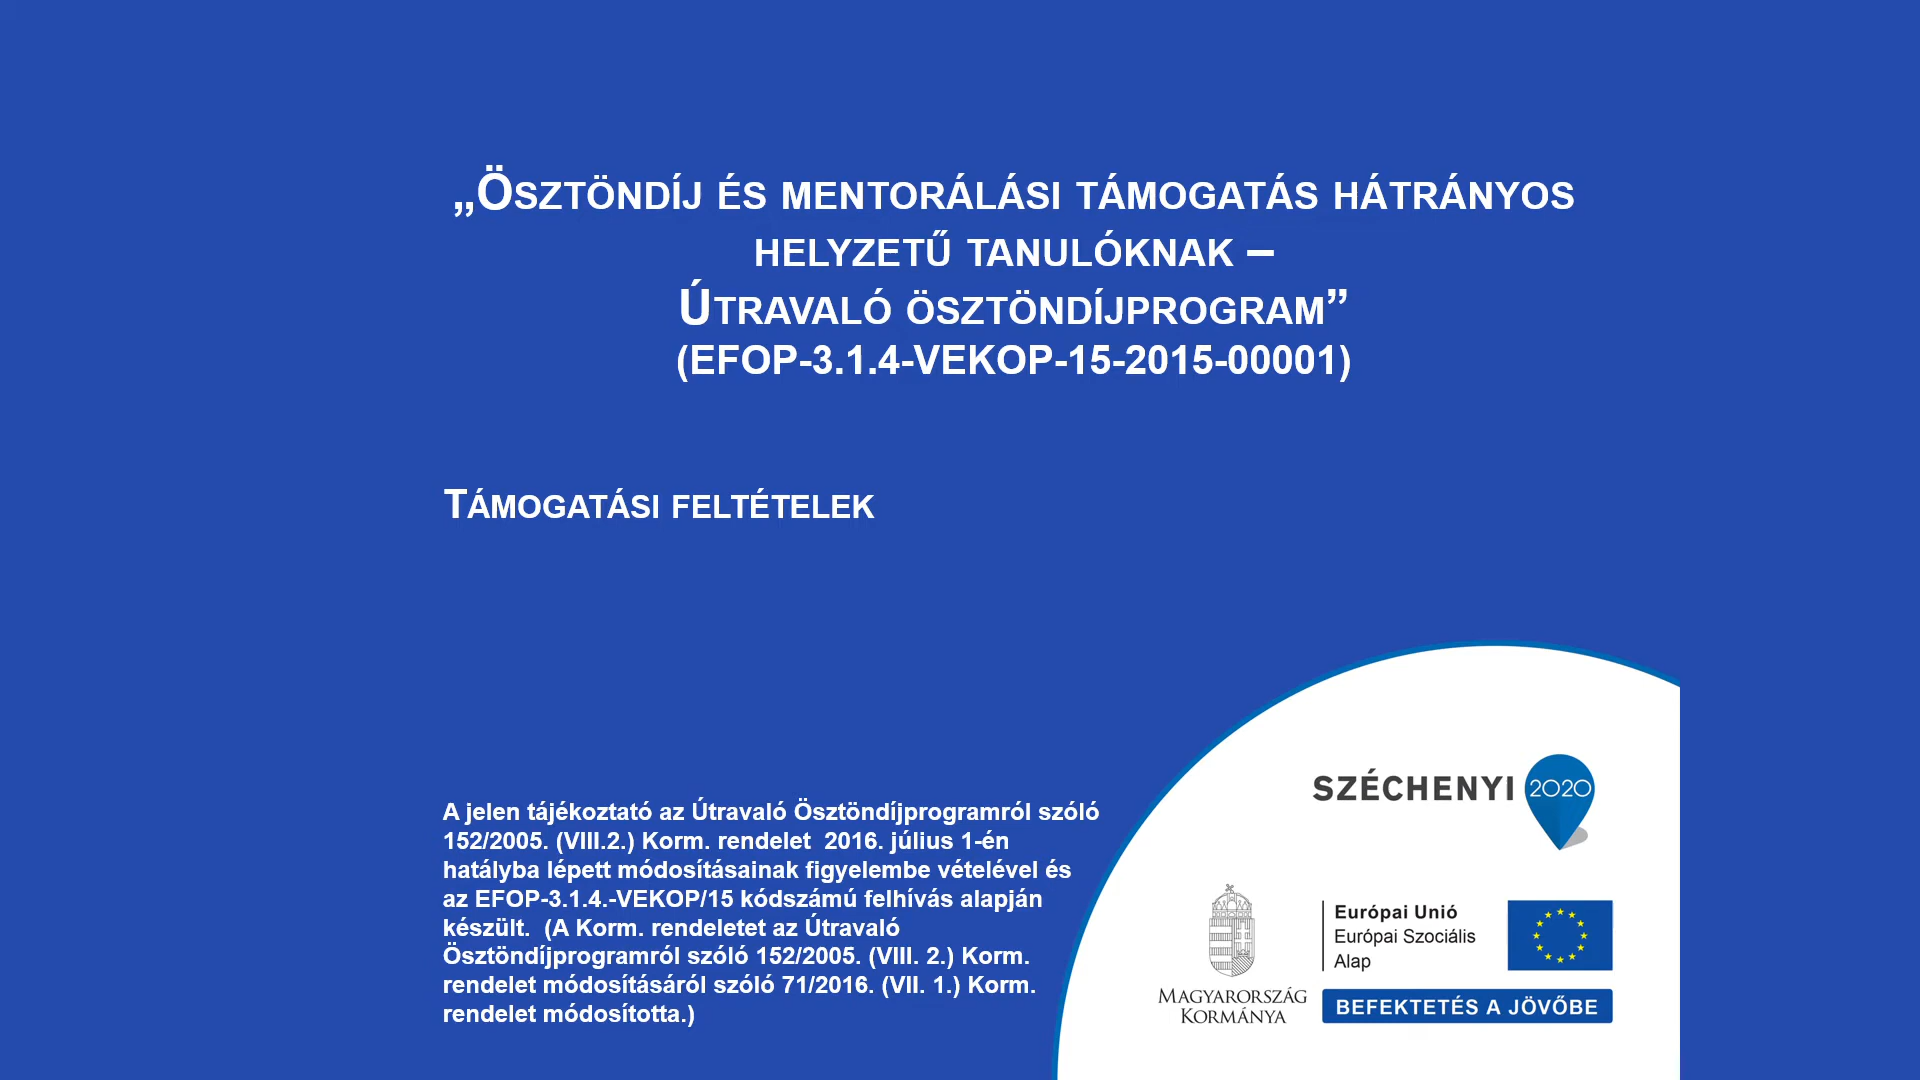 „Ösztöndíj és mentorálási támogatás hátrányos
helyzetű tanulóknak –
Útravaló ösztöndíjprogram”
(EFOP-3.1.4-VEKOP-15-2015-00001)
Támogatási feltételek
A jelen tájékoztató az Útravaló Ösztöndíjprogramról szóló
152/2005. (VIII.2.) Korm. rendelet  2016. július 1-én
hatályba lépett módosításainak figyelembe vételével és
az EFOP-3.1.4.-VEKOP/15 kódszámú felhívás alapján
készült.  (A Korm. rendeletet az Útravaló
Ösztöndíjprogramról szóló 152/2005. (VIII. 2.) Korm.
rendelet módosításáról szóló 71/2016. (VII. 1.) Korm.
rendelet módosította.)
SZÉCHENYI 2020
Magyarország
Kormánya
Európai Unió
Európai Szociális
Alap
BEFEKTETÉS A JÖVŐBE